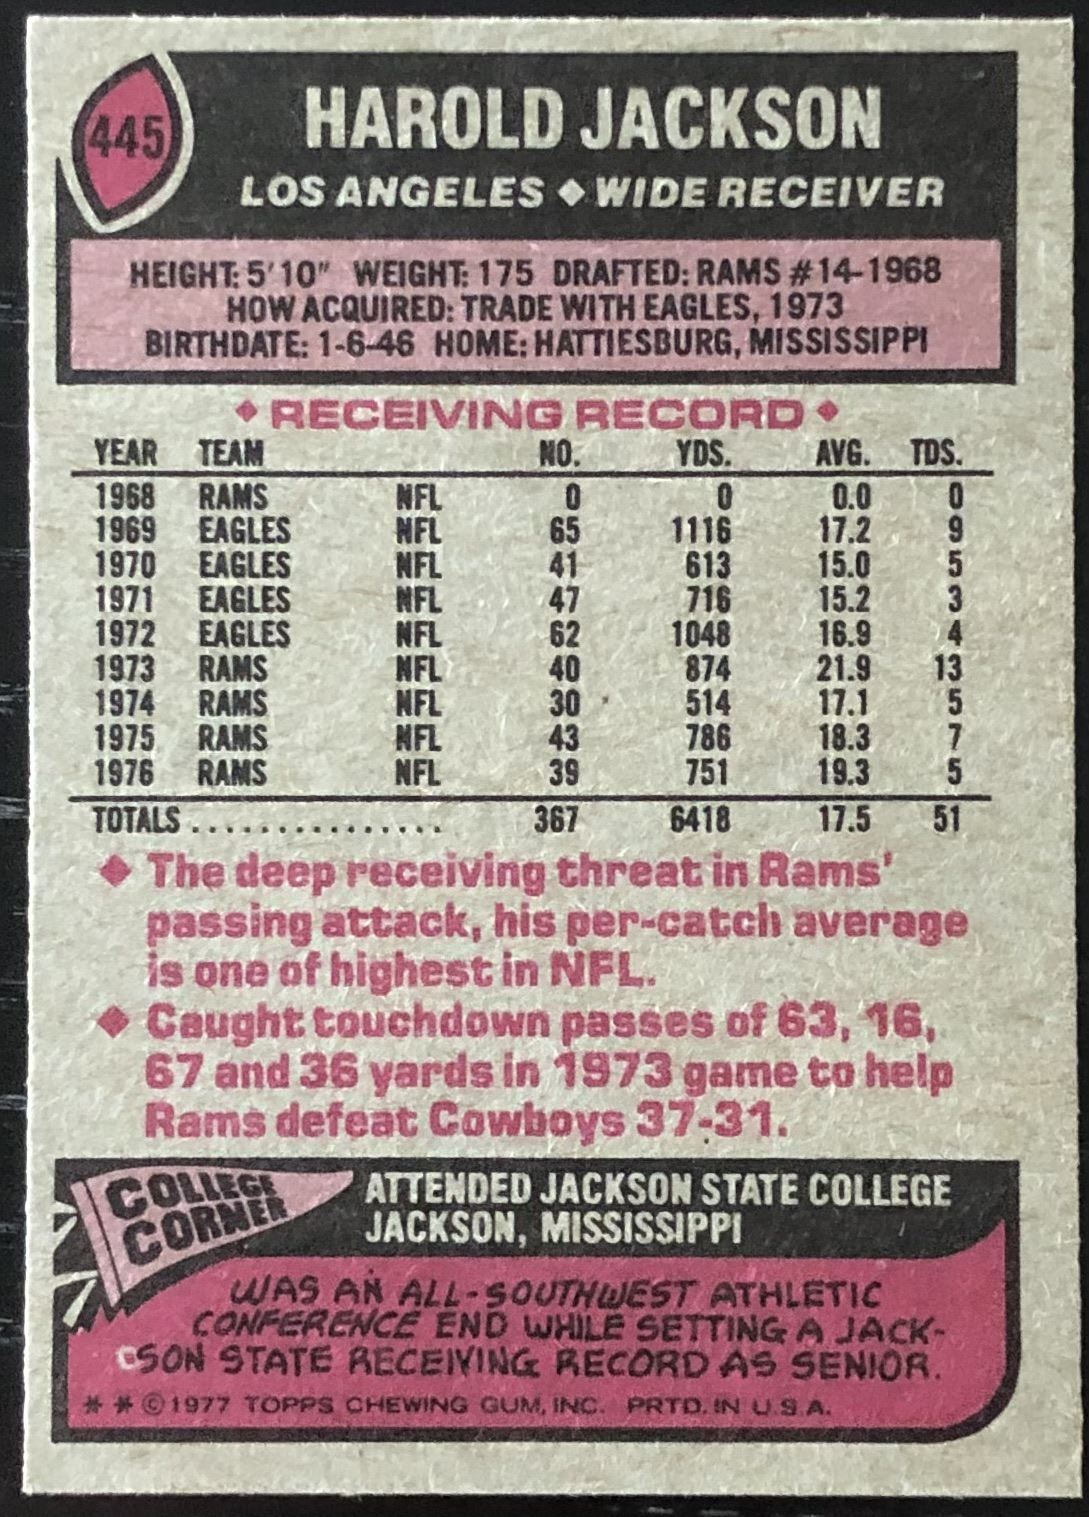 445
HAROLD JACKSON
LOS ANGELES ◆ WIDE RECEIVER
HEIGHT: 5'10" WEIGHT: 175 DRAFTED: RAMS #14-1968
HOW ACQUIRED: TRADE WITH EAGLES, 1973
BIRTHDATE: 1-6-46 HOME: HATTIESBURG, MISSISSIPPI
◆ RECEIVING RECORD ◆
YEAR TEAM NO. YDS. AVG. TDS.
1968 RAMS NFL 0 0 0.0 0
1969 EAGLES NFL 65 1116 17.2 9
1970 EAGLES NFL 41 613 15.0 5
1971 EAGLES NFL 47 716 15.2 3
1972 EAGLES NFL 62 1048 16.9 4
1973 RAMS NFL 40 874 21.9 13
1974 RAMS NFL 30 514 17.1 5
1975 RAMS NFL 43 786 18.3 7
1976 RAMS NFL 39 751 19.3 5
TOTALS ............... 367 6418 17.5 51
◆ The deep receiving threat in Rams'
passing attack, his per-catch average
is one of highest in NFL.
◆ Caught touchdown passes of 63, 16,
67 and 36 yards in 1973 game to help
Rams defeat Cowboys 37-31.
COLLEGE
CORNER
ATTENDED JACKSON STATE COLLEGE
JACKSON, MISSISSIPPI
WAS AN ALL-SOUTHWEST ATHLETIC
CONFERENCE END WHILE SETTING A JACK-
SON STATE RECEIVING RECORD AS SENIOR.
* * © 1977 TOPPS CHEWING GUM, INC. PRTD. IN U.S.A.